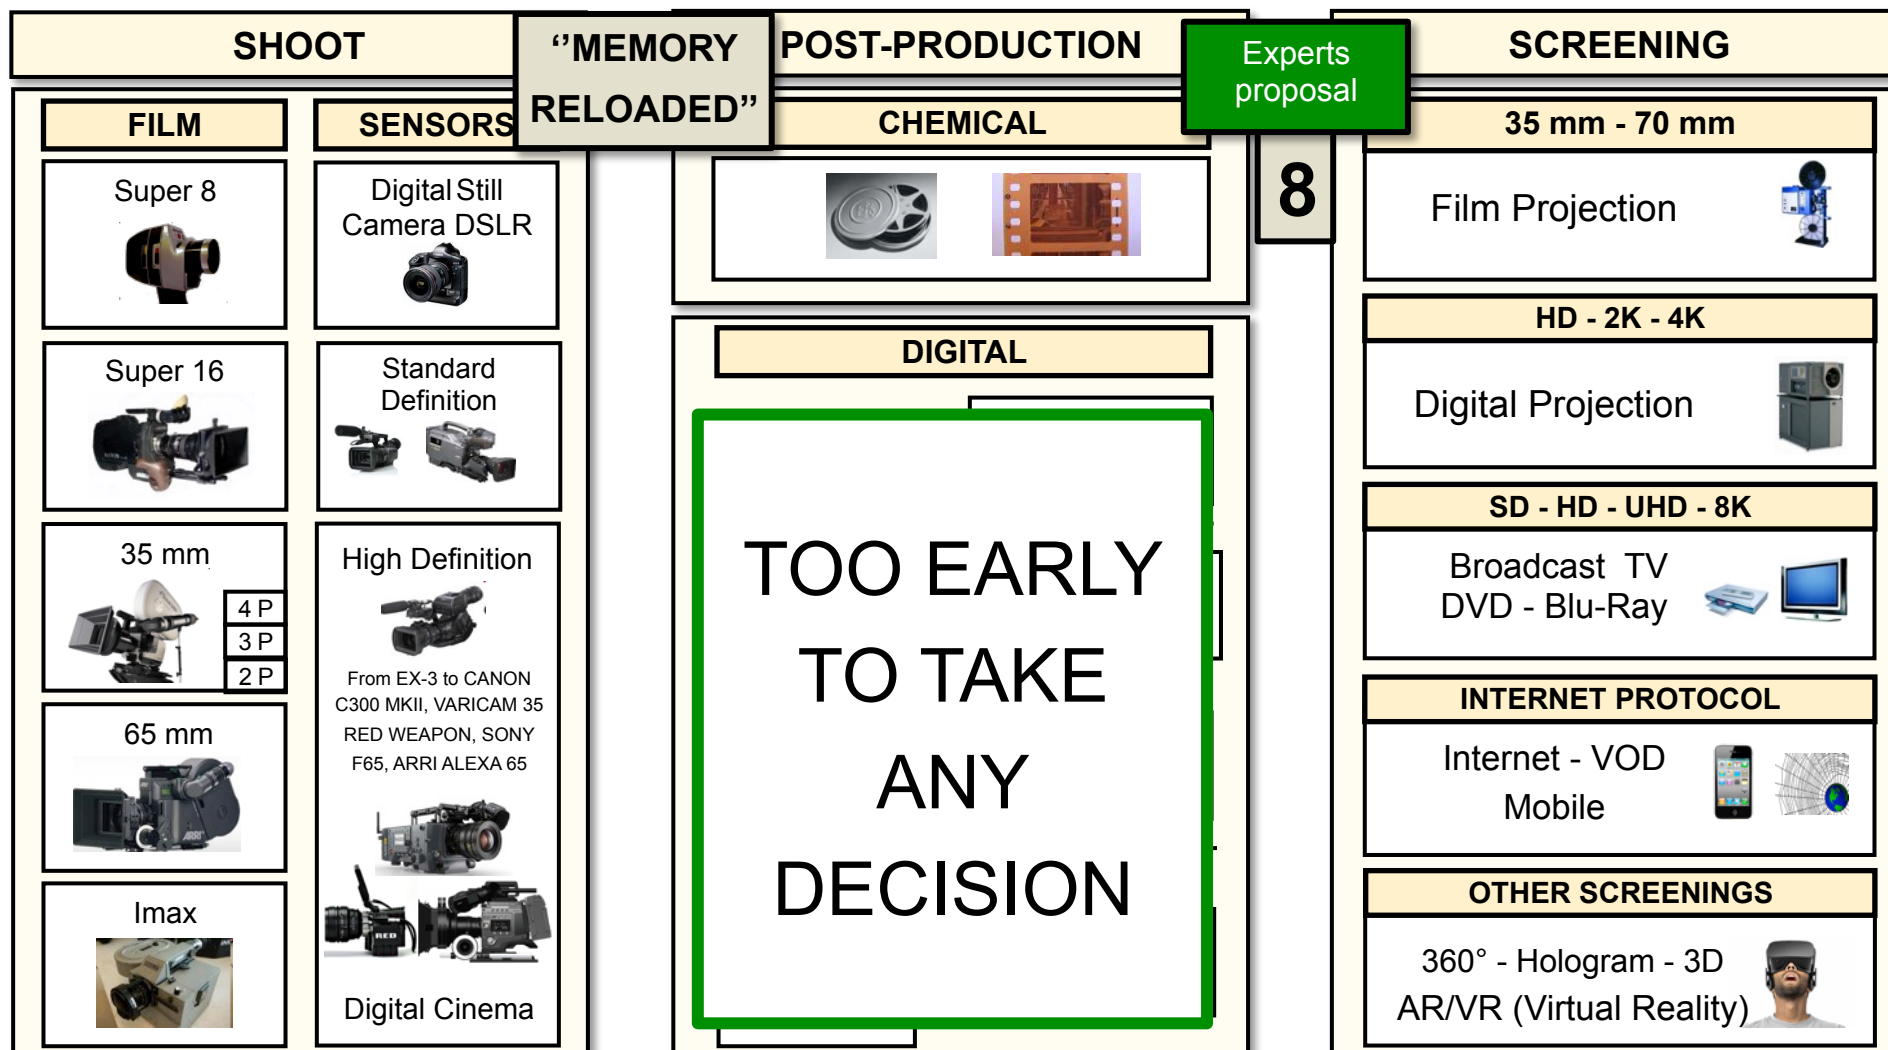 SHOOT
‘’MEMORY
RELOADED’’
POST-PRODUCTION
Experts
proposal
SCREENING
FILM
SENSORS
Super 8
Digital Still
Camera DSLR
Super 16
Standard
Definition
35 mm
4 P
3 P
2 P
High Definition
From EX-3 to CANON
C300 MKII, VARICAM 35
RED WEAPON, SONY
F65, ARRI ALEXA 65
65 mm
ARRI
Imax
RED
Digital Cinema
CHEMICAL
8
DIGITAL
TOO EARLY
TO TAKE
ANY
DECISION
35 mm - 70 mm
Film Projection
HD - 2K - 4K
Digital Projection
SD - HD - UHD - 8K
Broadcast TV
DVD - Blu-Ray
INTERNET PROTOCOL
Internet - VOD
Mobile
OTHER SCREENINGS
360° - Hologram - 3D
AR/VR (Virtual Reality)